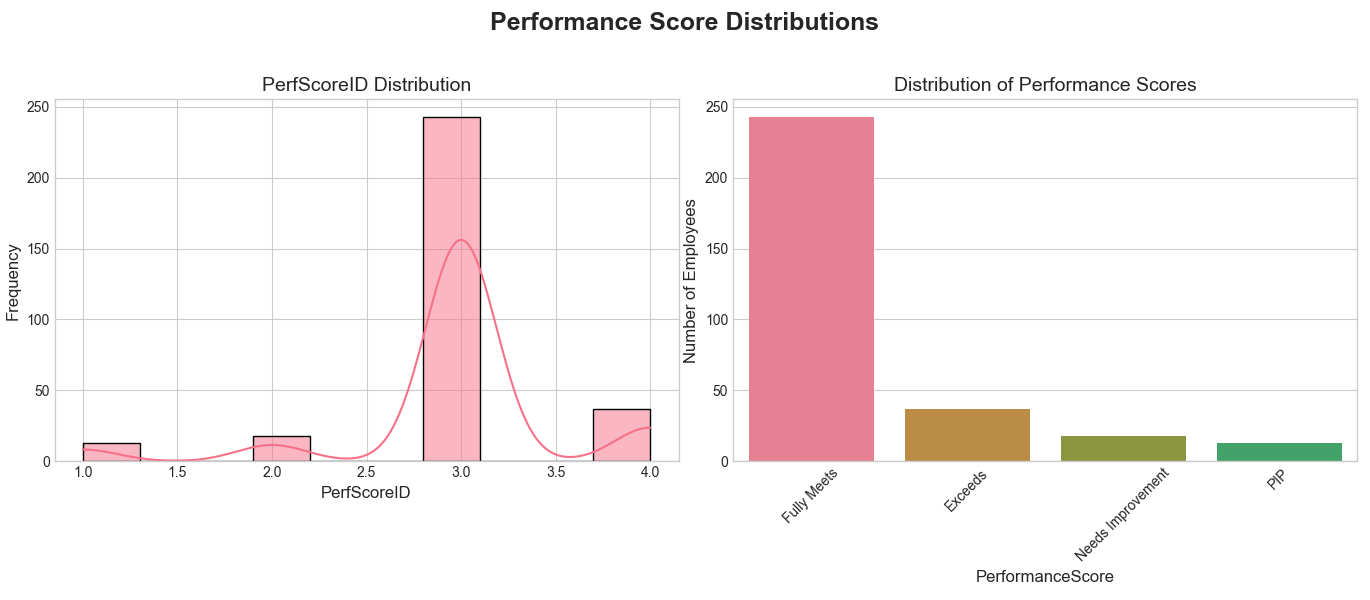 Performance Score Distributions
PerfScoreID Distribution
Frequency
250
200
150
100
50
0
1.0 1.5 2.0 2.5 3.0 3.5 4.0
PerfScoreID
Distribution of Performance Scores
Number of Employees
250
200
150
100
50
0
Fully Meets
Exceeds
Needs Improvement
PIP
PerformanceScore